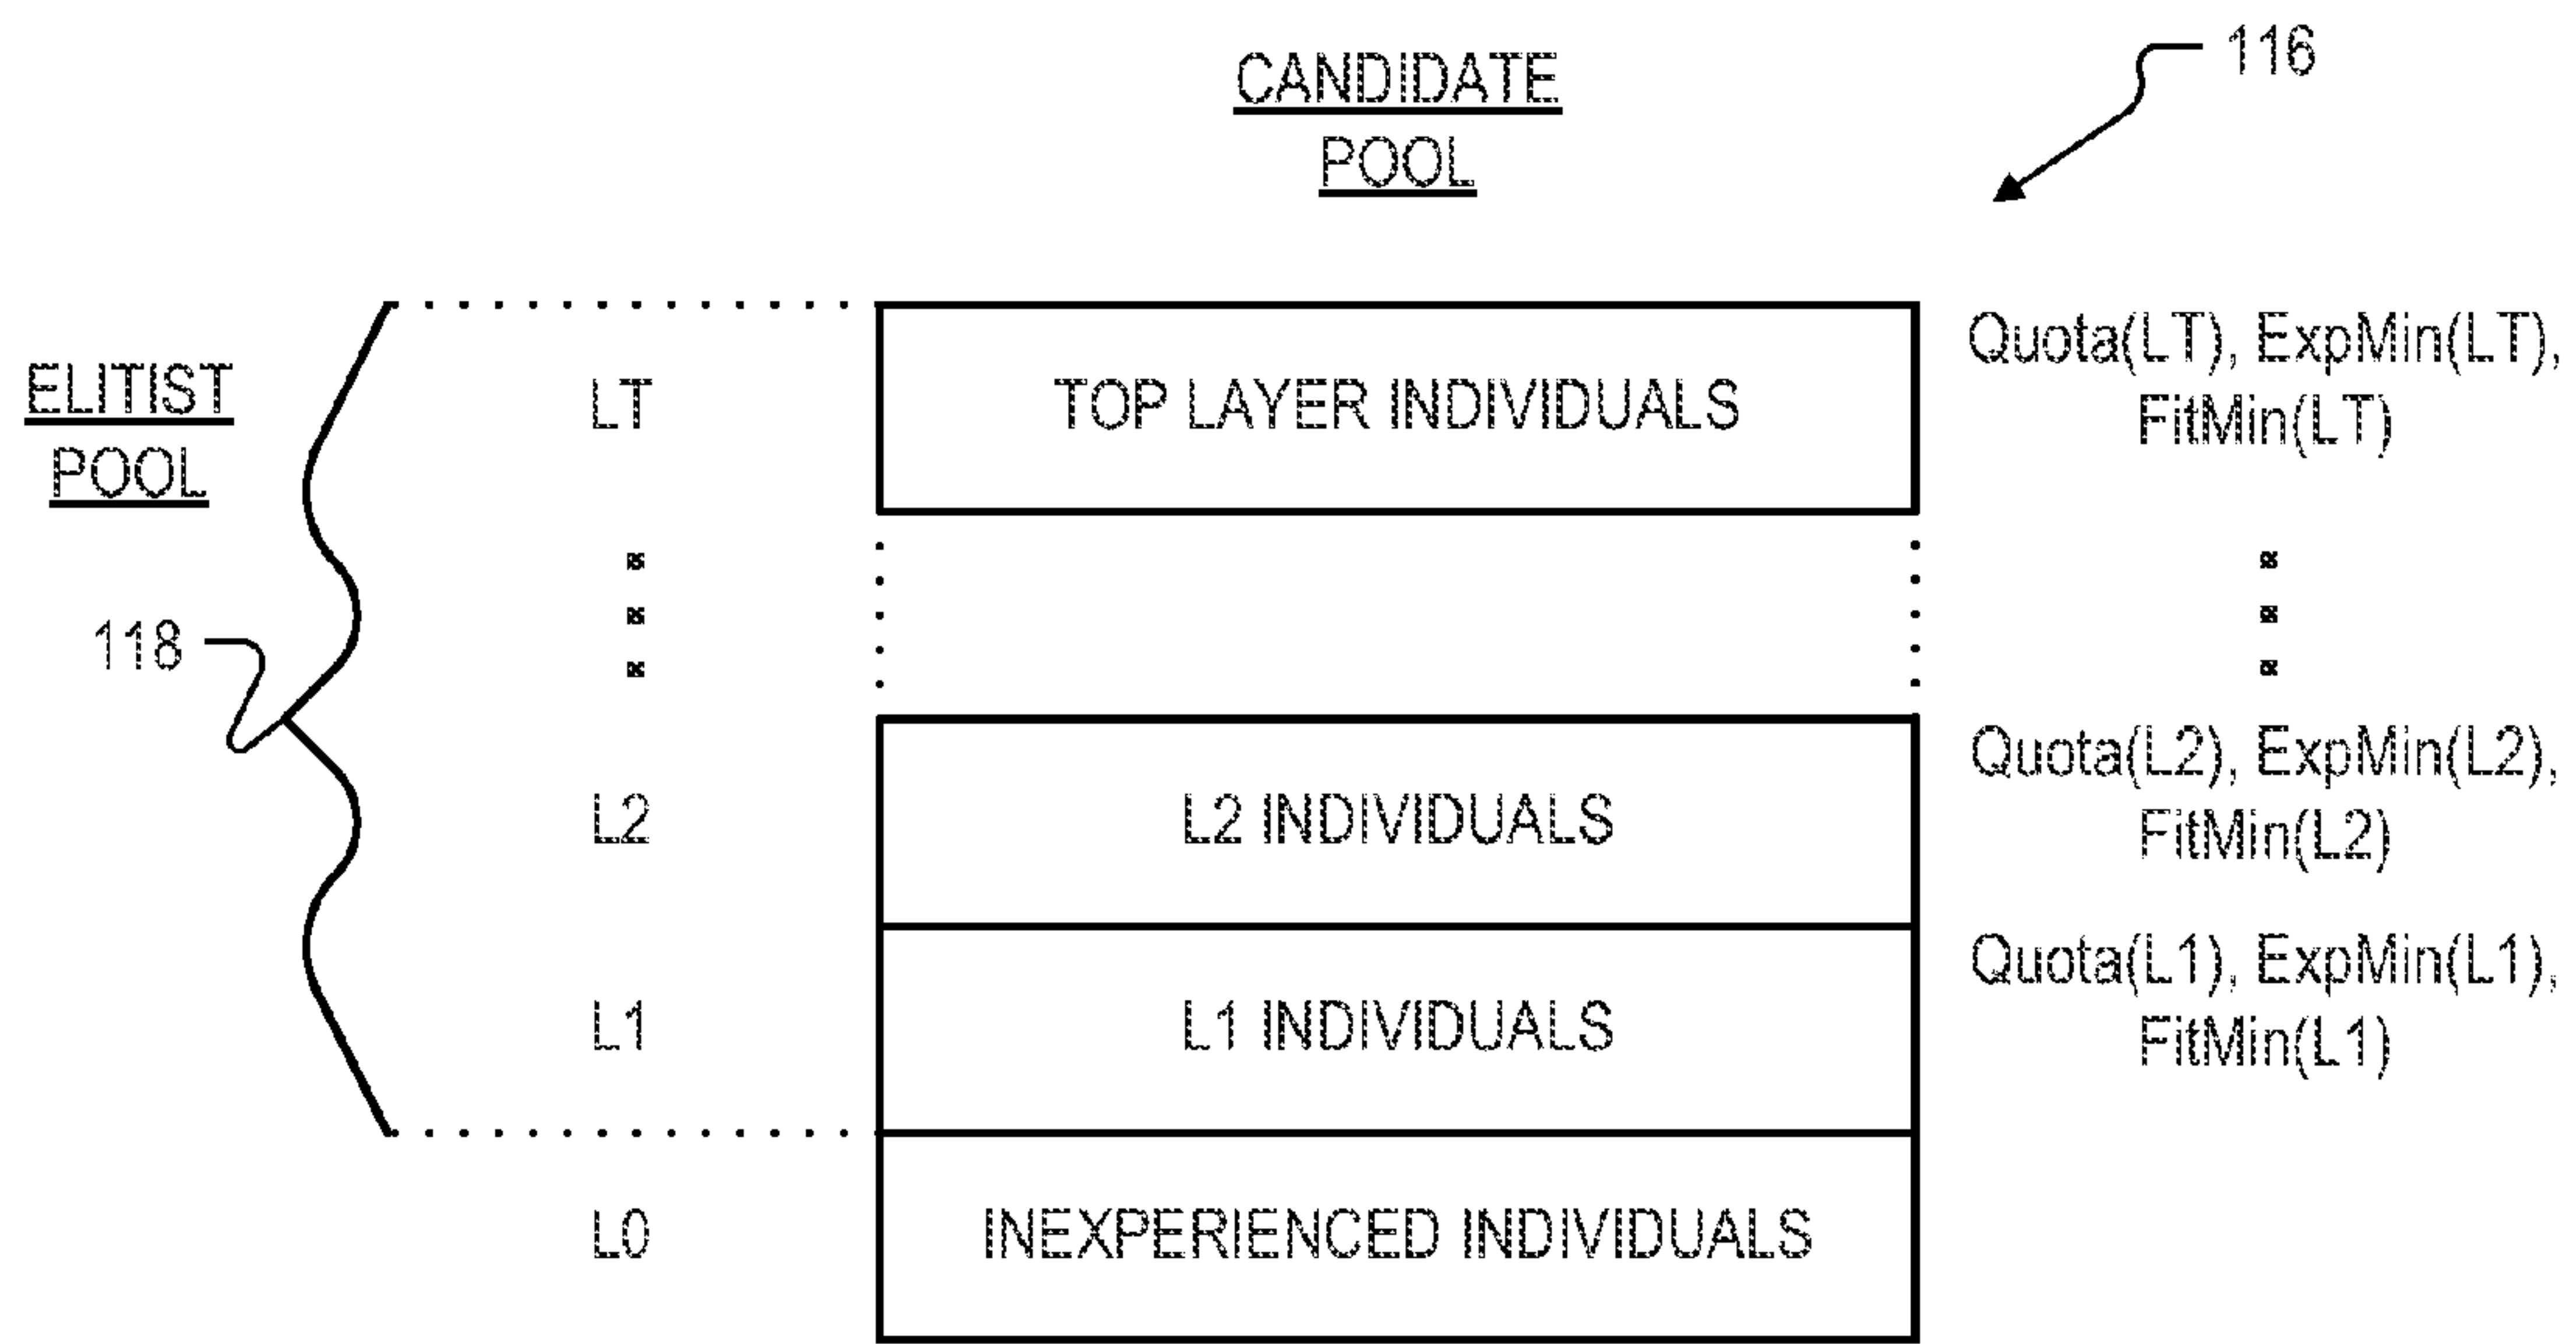 CANDIDATE
POOL
116
ELITIST
POOL
118
LT
TOP LAYER INDIVIDUALS
Quota(LT), ExpMin(LT),
FitMin(LT)
L2
L2 INDIVIDUALS
Quota(L2), ExpMin(L2),
FitMin(L2)
L1
L1 INDIVIDUALS
Quota(L1), ExpMin(L1),
FitMin(L1)
L0
INEXPERIENCED INDIVIDUALS